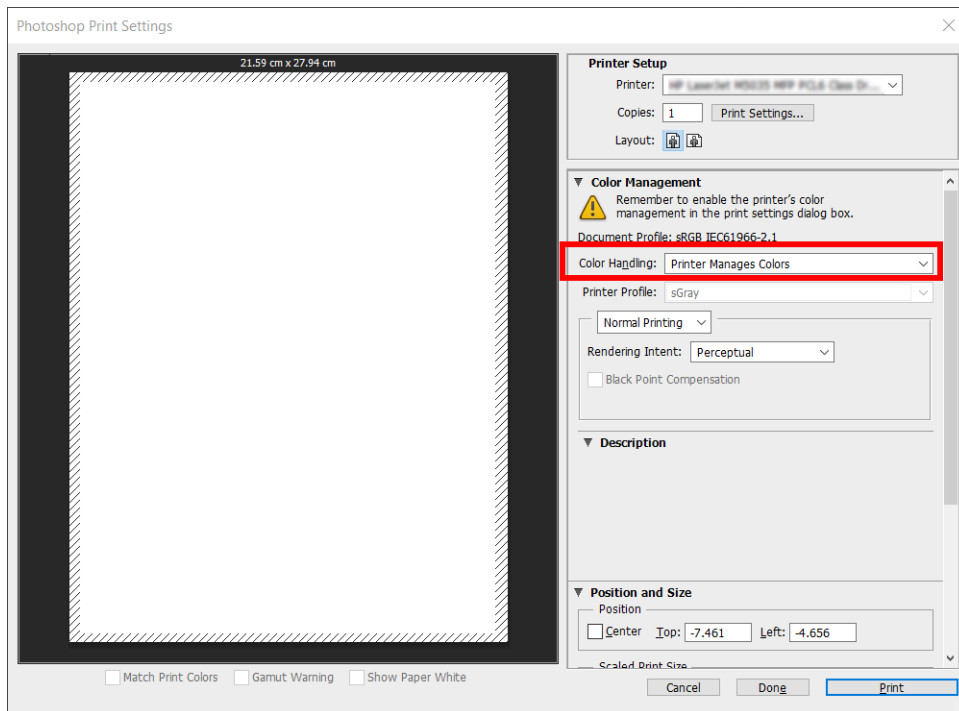 Photoshop Print Settings
21.59 cm x 27.94 cm
Printer Setup
Printer:
Copies: 1 Print Settings...
Layout:
Color Management
Remember to enable the printer's color
management in the print settings dialog box.
Document Profile: sRGB IEC61966-2.1
Color Handling: Printer Manages Colors
Printer Profile: sGray
Normal Printing
Rendering Intent: Perceptual
Black Point Compensation
Description
Position and Size
Position
Center Top: -7.461 Left: -4.656
Scaled Print Size
Match Print Colors Gamut Warning Show Paper White
Cancel Done Print